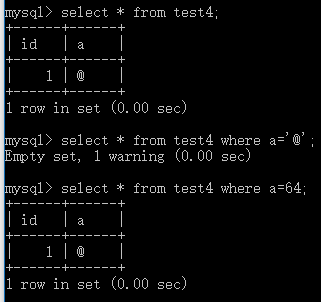 mysql> select * from test4;
+------+------+
| id   | a    |
+------+------+
|    1 | @    |
+------+------+
1 row in set (0.00 sec)
mysql> select * from test4 where a='@';
Empty set, 1 warning (0.00 sec)
mysql> select * from test4 where a=64;
+------+------+
| id   | a    |
+------+------+
|    1 | @    |
+------+------+
1 row in set (0.00 sec)